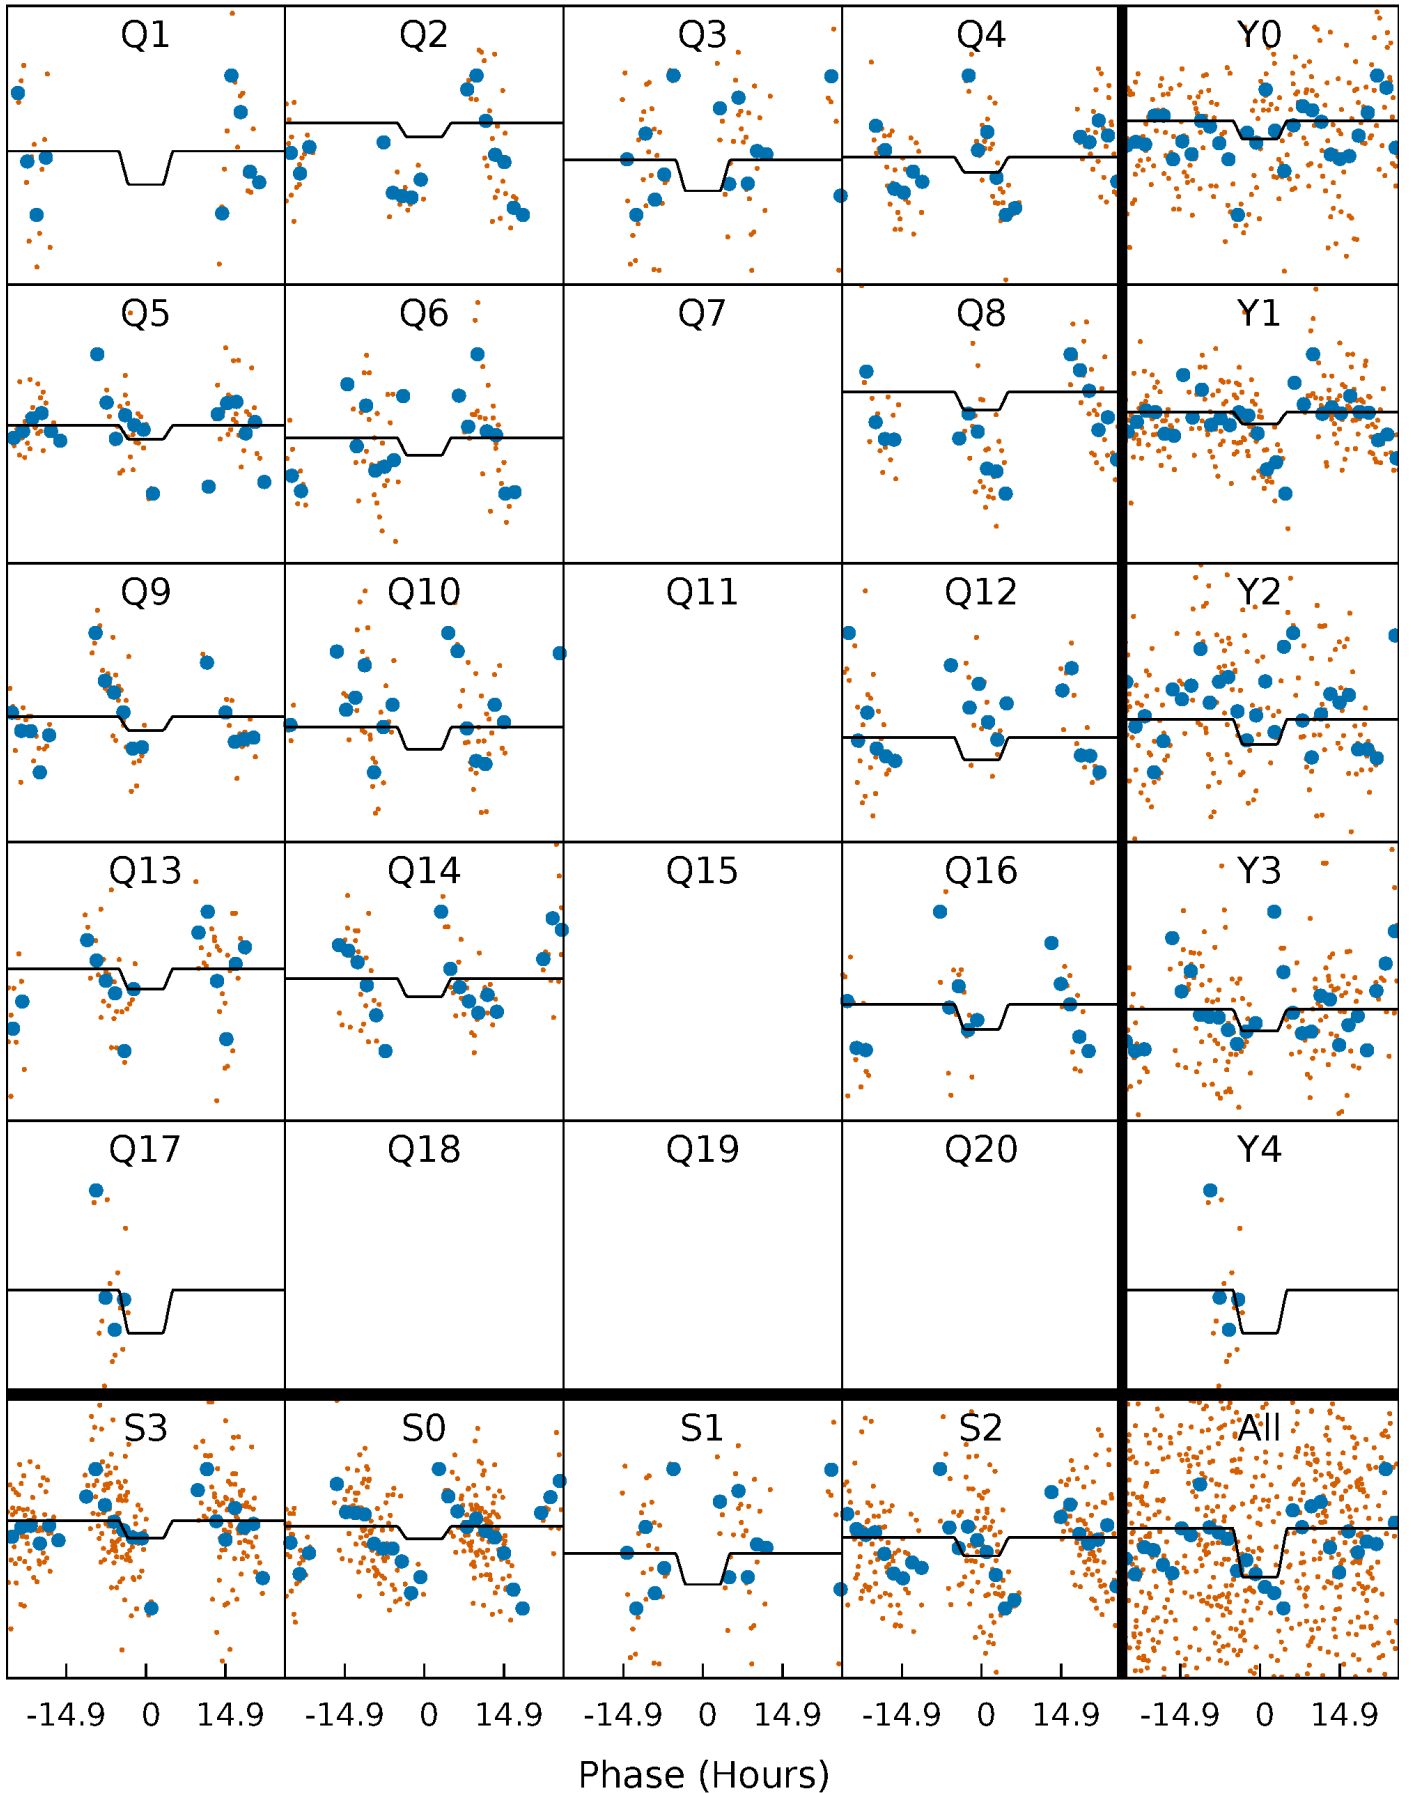 Q1 Q2 Q3 Q4 Y0
Q5 Q6 Q7 Q8 Y1
Q9 Q10 Q11 Q12 Y2
Q13 Q14 Q15 Q16 Y3
Q17 Q18 Q19 Q20 Y4
S3 S0 S1 S2 All
-14.9 0 14.9 -14.9 0 14.9 -14.9 0 14.9 -14.9 0 14.9 -14.9 0 14.9
Phase (Hours)